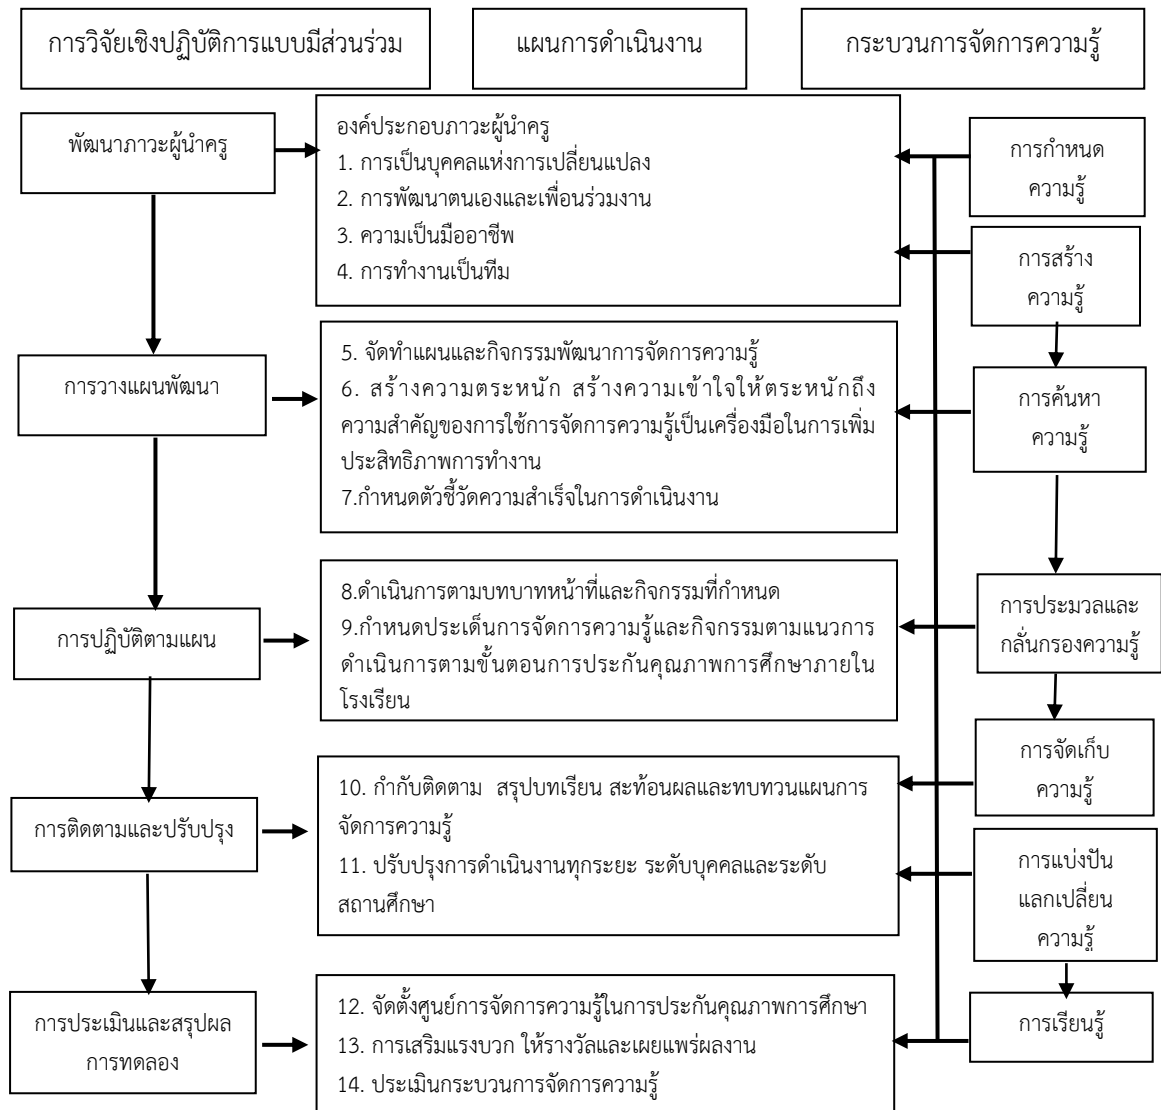 การวิจัยเชิงปฏิบัติการแบบมีส่วนร่วม
แผนการดำเนินงาน
กระบวนการจัดการความรู้
พัฒนาภาวะผู้นำครู
องค์ประกอบภาวะผู้นำครู
1. การเป็นบุคคลแห่งการเปลี่ยนแปลง
2. การพัฒนาตนเองและเพื่อนร่วมงาน
3. ความเป็นมืออาชีพ
4. การทำงานเป็นทีม
การกำหนด
ความรู้
การสร้าง
ความรู้
การวางแผนพัฒนา
5. จัดทำแผนและกิจกรรมพัฒนาการจัดการความรู้
6. สร้างความตระหนัก สร้างความเข้าใจให้ตระหนักถึง
ความสำคัญของการใช้การจัดการความรู้เป็นเครื่องมือในการเพิ่ม
ประสิทธิภาพการทำงาน
7.กำหนดตัวชี้วัดความสำเร็จในการดำเนินงาน
การค้นหา
ความรู้
การปฏิบัติตามแผน
8.ดำเนินการตามบทบาทหน้าที่และกิจกรรมที่กำหนด
9.กำหนดประเด็นการจัดการความรู้และกิจกรรมตามแนวการ
ดำเนินการตามขั้นตอนการประกันคุณภาพการศึกษาภายใน
โรงเรียน
การประมวลและ
กลั่นกรองความรู้
การจัดเก็บ
ความรู้
การติดตามและปรับปรุง
10. กำกับติดตาม สรุปบทเรียน สะท้อนผลและทบทวนแผนการ
จัดการความรู้
11. ปรับปรุงการดำเนินงานทุกระยะ ระดับบุคคลและระดับ
สถานศึกษา
การแบ่งปัน
แลกเปลี่ยน
ความรู้
การประเมินและสรุปผล
การทดลอง
12. จัดตั้งศูนย์การจัดการความรู้ในการประกันคุณภาพการศึกษา
13. การเสริมแรงบวก ให้รางวัลและเผยแพร่ผลงาน
14. ประเมินกระบวนการจัดการความรู้
การเรียนรู้